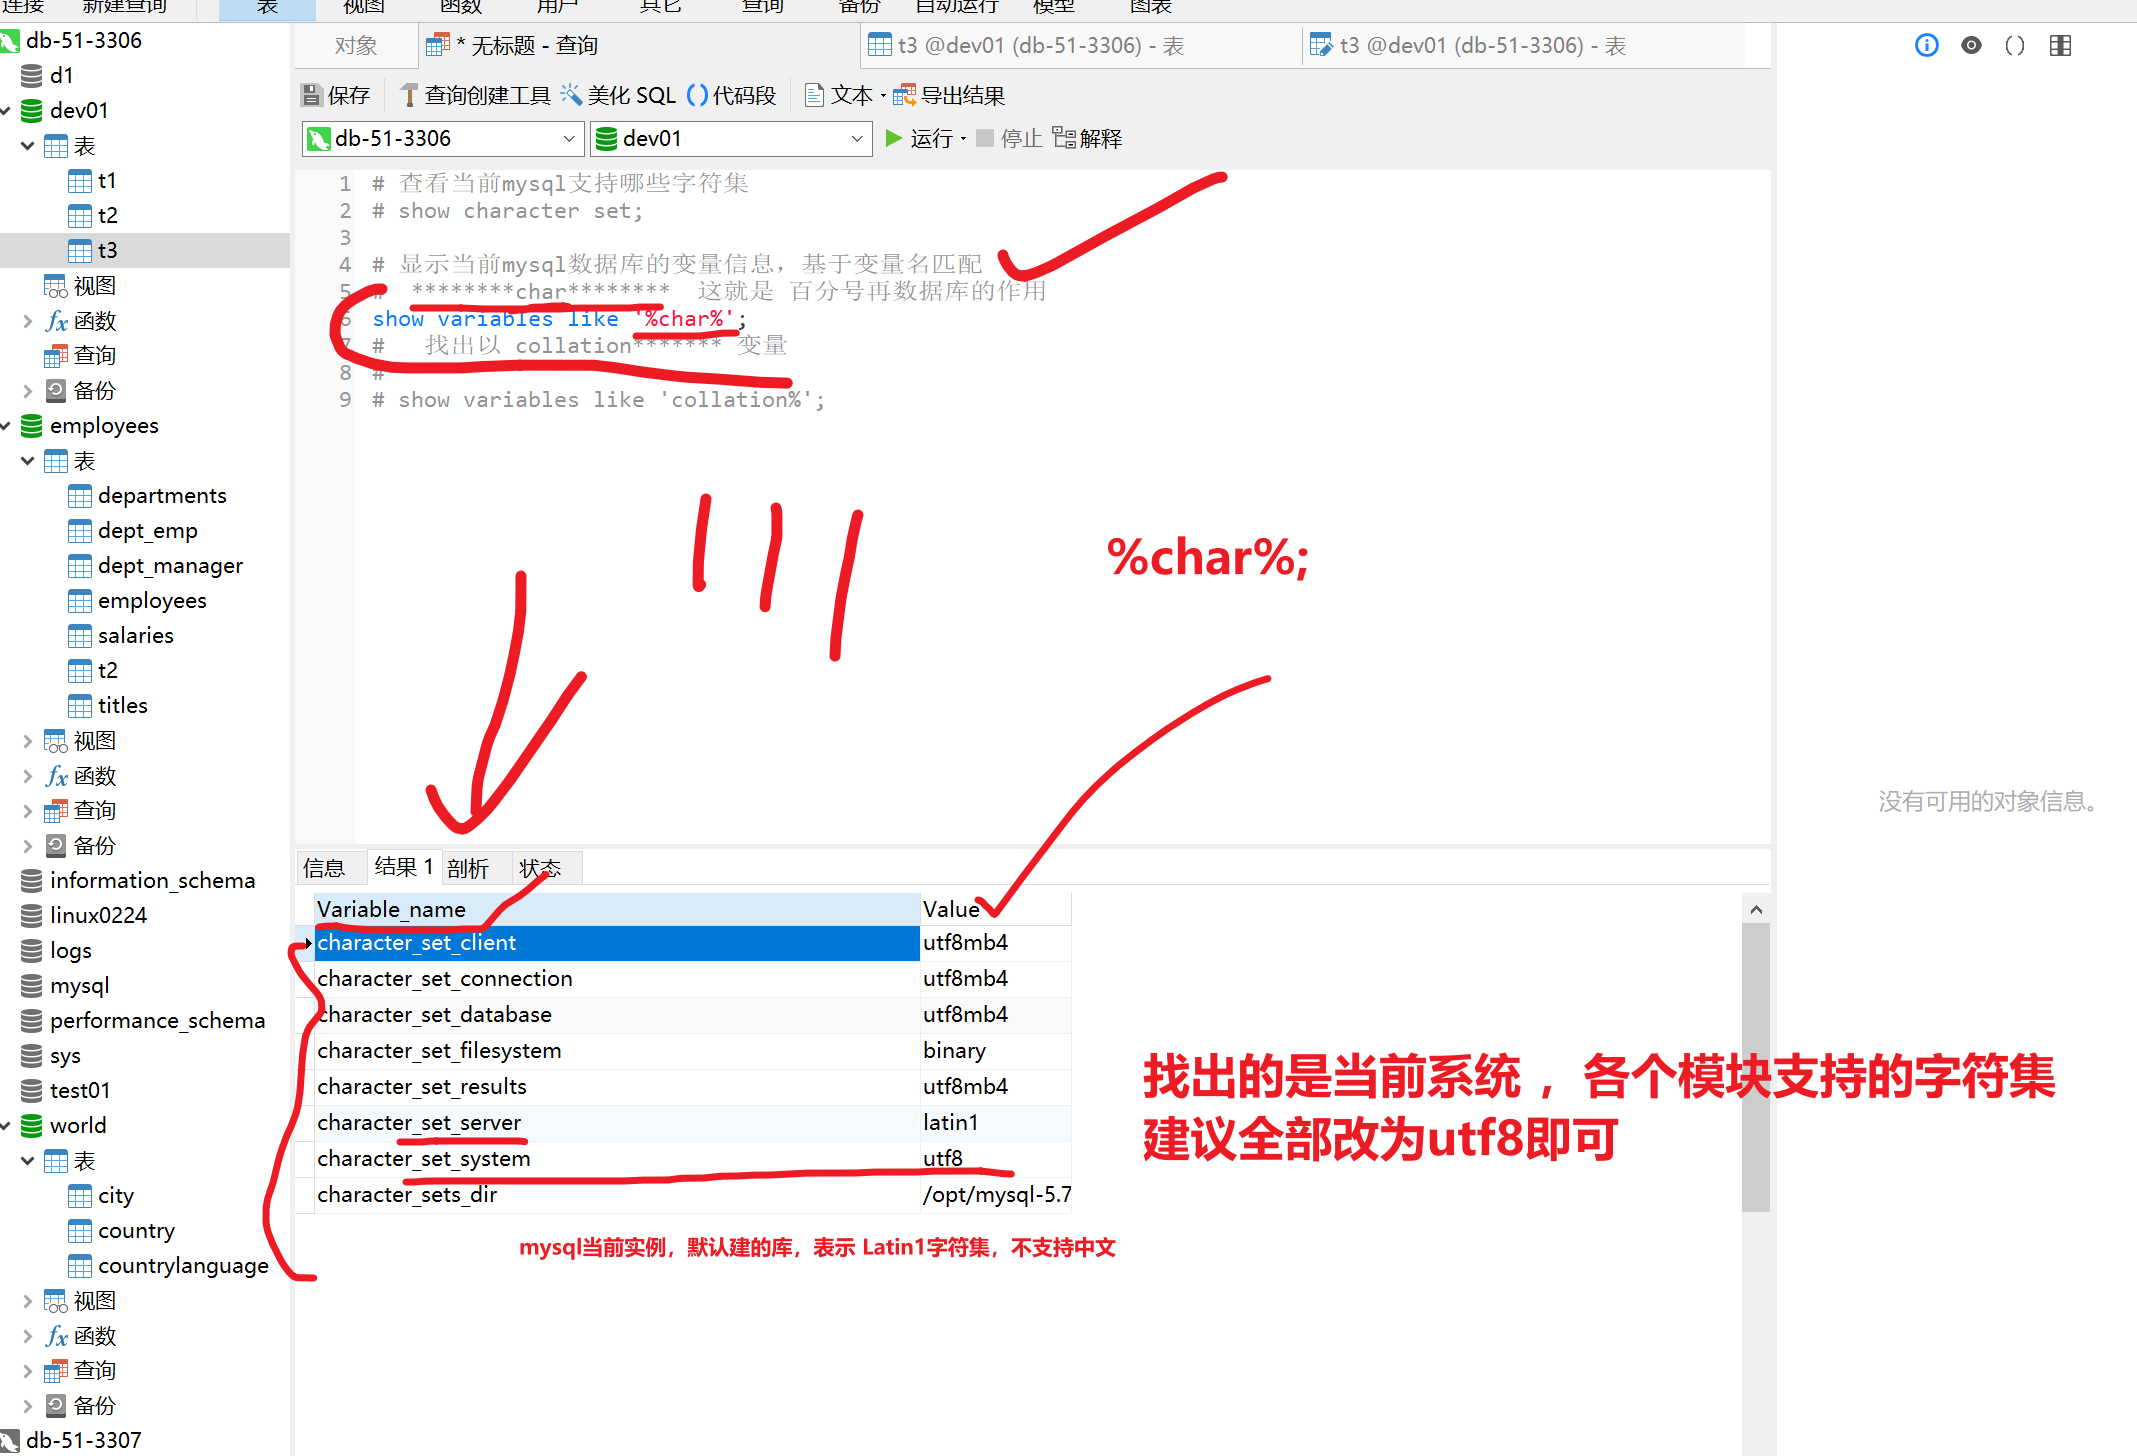 连接 新建查询 表 视图 函数 用户 其它 查询 备份 自动运行 模型 图表
db-51-3306
d1
dev01
表
t1
t2
t3
视图
fx 函数
查询
备份
employees
表
departments
dept_emp
dept_manager
employees
salaries
t2
titles
视图
fx 函数
查询
备份
information_schema
linux0224
logs
mysql
performance_schema
sys
test01
world
表
city
country
countrylanguage
视图
fx 函数
查询
备份
db-51-3307
对象 * 无标题 - 查询 t3 @dev01 (db-51-3306) - 表 t3 @dev01 (db-51-3306) - 表
保存 查询创建工具 美化 SQL () 代码段 文本 导出结果
db-51-3306 dev01 运行 停止 解释
1 # 查看当前mysql支持哪些字符集
2 # show character set;
3
4 # 显示当前mysql数据库的变量信息，基于变量名匹配
5 # ********char******** 这就是 百分号再数据库的作用
6 show variables like '%char%';
7 # 找出以 collation******* 变量
8 #
9 # show variables like 'collation%';
%char%;
信息 结果 1 剖析 状态
Variable_name Value
character_set_client utf8mb4
character_set_connection utf8mb4
character_set_database utf8mb4
character_set_filesystem binary
character_set_results utf8mb4
character_set_server latin1
character_set_system utf8
character_sets_dir /opt/mysql-5.7
找出的是当前系统 ，各个模块支持的字符集
建议全部改为utf8即可
mysql当前实例，默认建的库，表示 Latin1字符集，不支持中文
没有可用的对象信息。